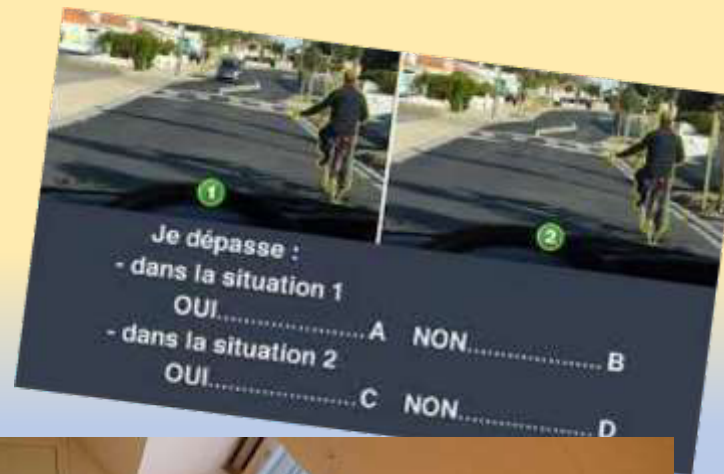 1
2
Je dépasse :
- dans la situation 1
OUI....................A NON....................B
- dans la situation 2
OUI....................C NON....................D